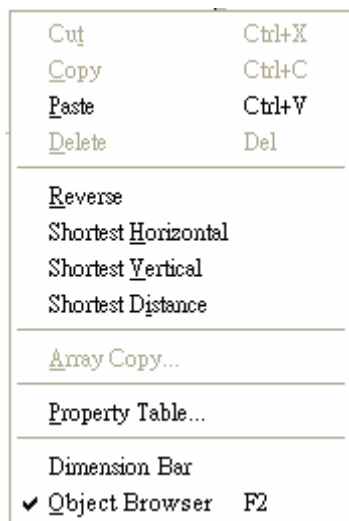 Cut Ctrl+X
Copy Ctrl+C
Paste Ctrl+V
Delete Del
Reverse
Shortest Horizontal
Shortest Vertical
Shortest Distance
Array Copy...
Property Table...
Dimension Bar
✔ Object Browser F2